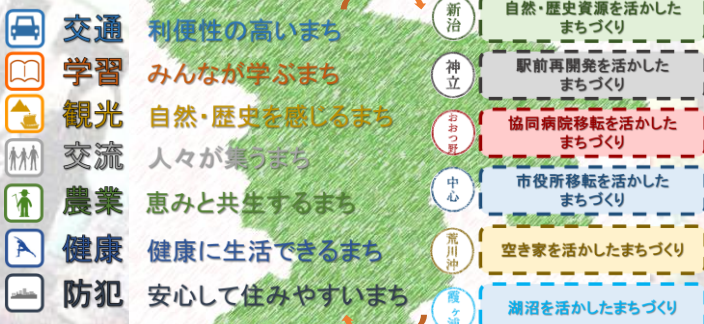 交通 利便性の高いまち
学習 みんなが学ぶまち
観光 自然・歴史を感じるまち
交流 人々が集うまち
農業 恵みと共生するまち
健康 健康に生活できるまち
防犯 安心して住みやすいまち
新治
自然・歴史資源を活かした
まちづくり
神立
駅前再開発を活かした
まちづくり
おおつ野
協同病院移転を活かした
まちづくり
中心
市役所移転を活かした
まちづくり
荒川沖
空き家を活かしたまちづくり
霞ヶ浦
湖沼を活かしたまちづくり